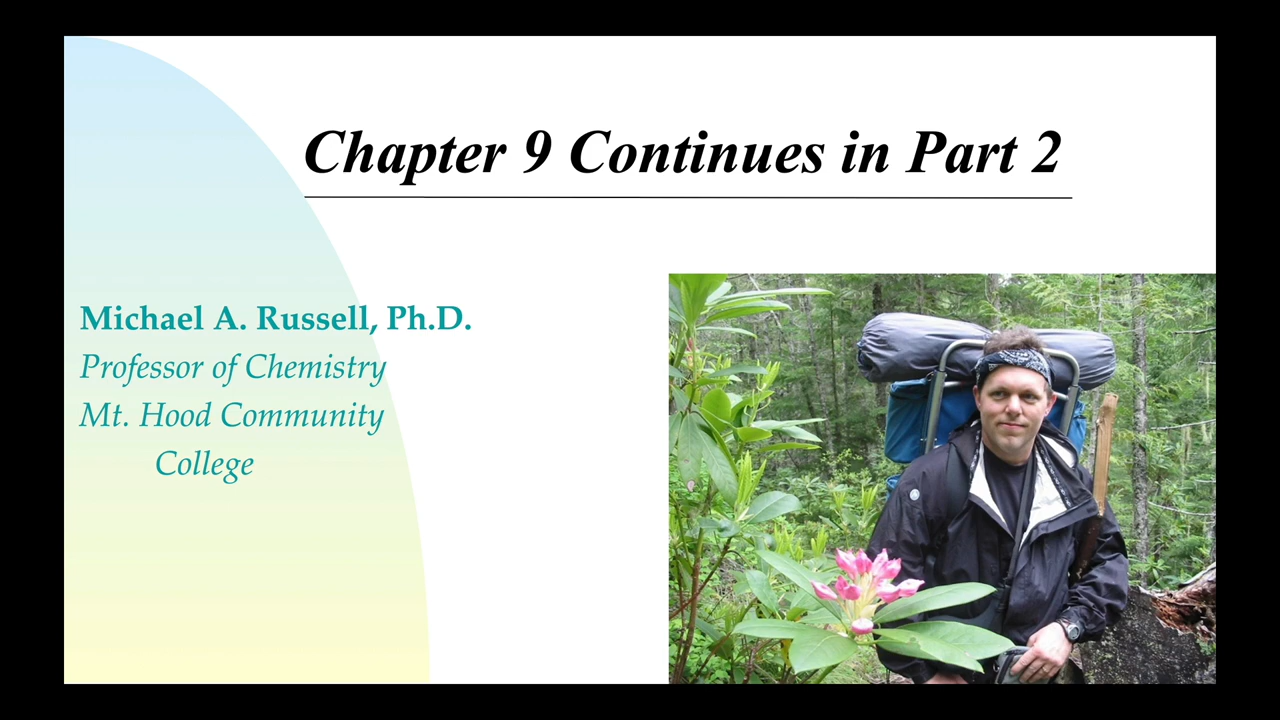 Chapter 9 Continues in Part 2
Michael A. Russell, Ph.D.
Professor of Chemistry
Mt. Hood Community
College